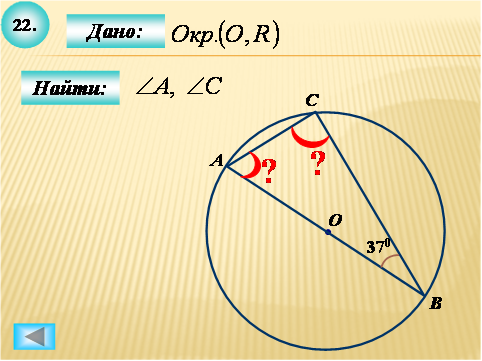 22.
Дано: Окр.(O, R)
Найти: ∠A, ∠C
C
A
?
?
O
37⁰
B